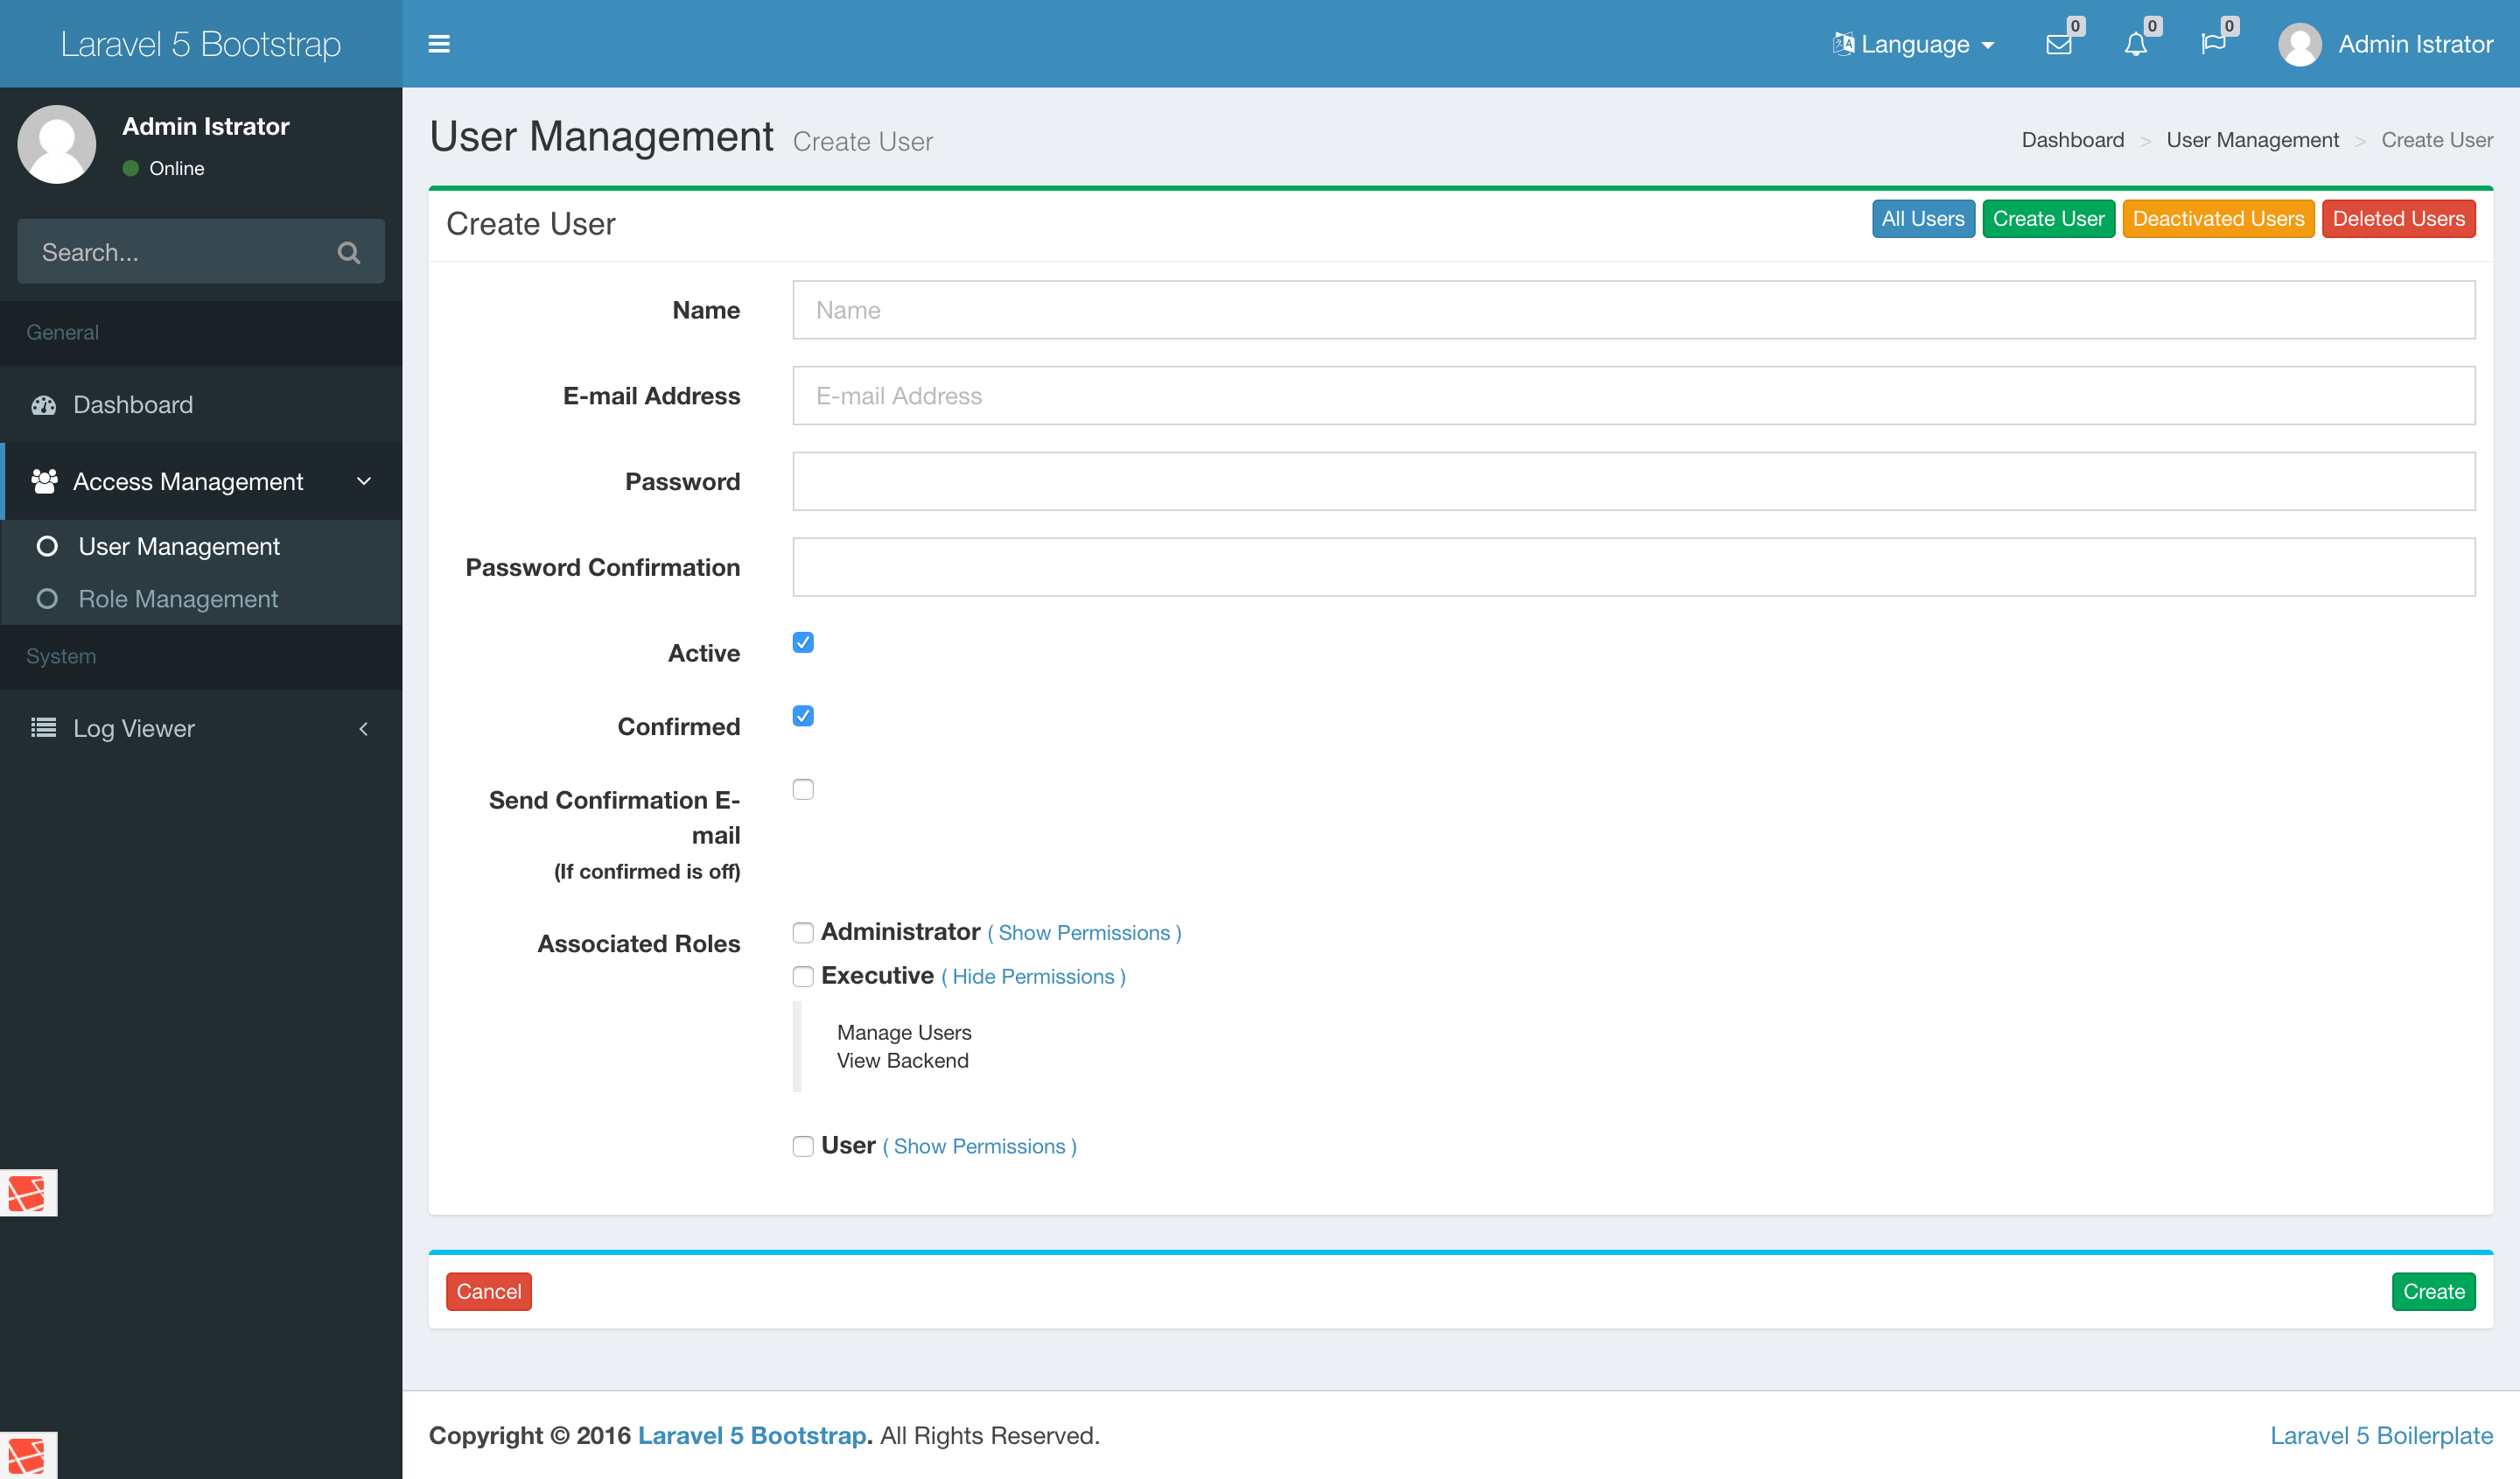 Laravel 5 Bootstrap
Language
0
0
0
Admin Istrator
Admin Istrator
Online
Search...
General
Dashboard
Access Management
User Management
Role Management
System
Log Viewer
User Management Create User
Dashboard > User Management > Create User
Create User
All Users
Create User
Deactivated Users
Deleted Users
Name
Name
E-mail Address
E-mail Address
Password
Password Confirmation
Active
Confirmed
Send Confirmation E-
mail
(If confirmed is off)
Associated Roles
Administrator ( Show Permissions )
Executive ( Hide Permissions )
Manage Users
View Backend
User ( Show Permissions )
Cancel
Create
Copyright © 2016 Laravel 5 Bootstrap. All Rights Reserved.
Laravel 5 Boilerplate